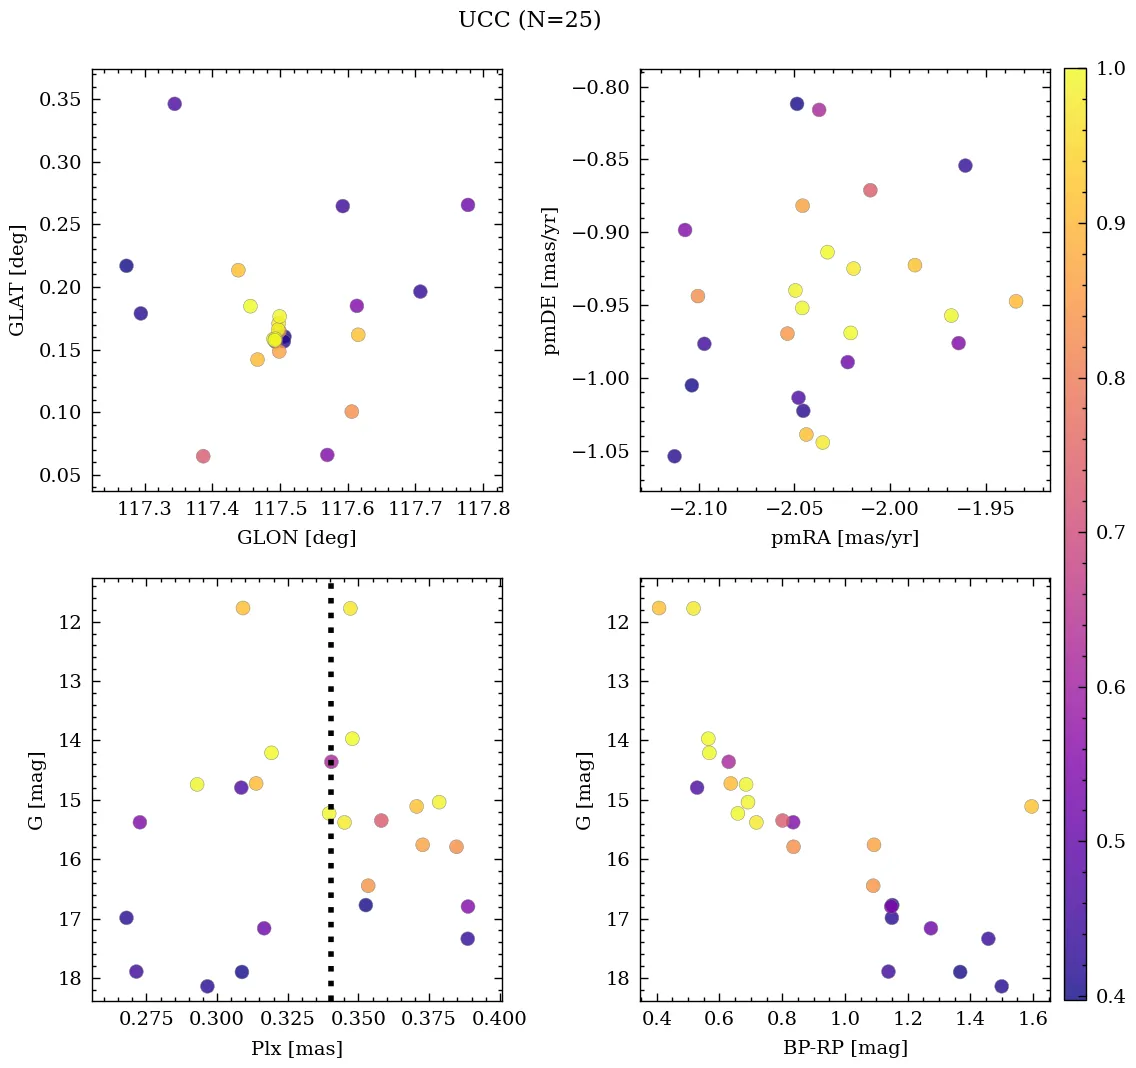 UCC (N=25)
0.35
0.30
0.25
0.20
0.15
0.10
0.05
GLAT [deg]
117.3 117.4 117.5 117.6 117.7 117.8
GLON [deg]
−0.80
−0.85
−0.90
−0.95
−1.00
−1.05
pmDE [mas/yr]
−2.10 −2.05 −2.00 −1.95
pmRA [mas/yr]
12
13
14
15
16
17
18
G [mag]
0.275 0.300 0.325 0.350 0.375 0.400
Plx [mas]
12
13
14
15
16
17
18
G [mag]
0.4 0.6 0.8 1.0 1.2 1.4 1.6
BP-RP [mag]
1.0
0.9
0.8
0.7
0.6
0.5
0.4